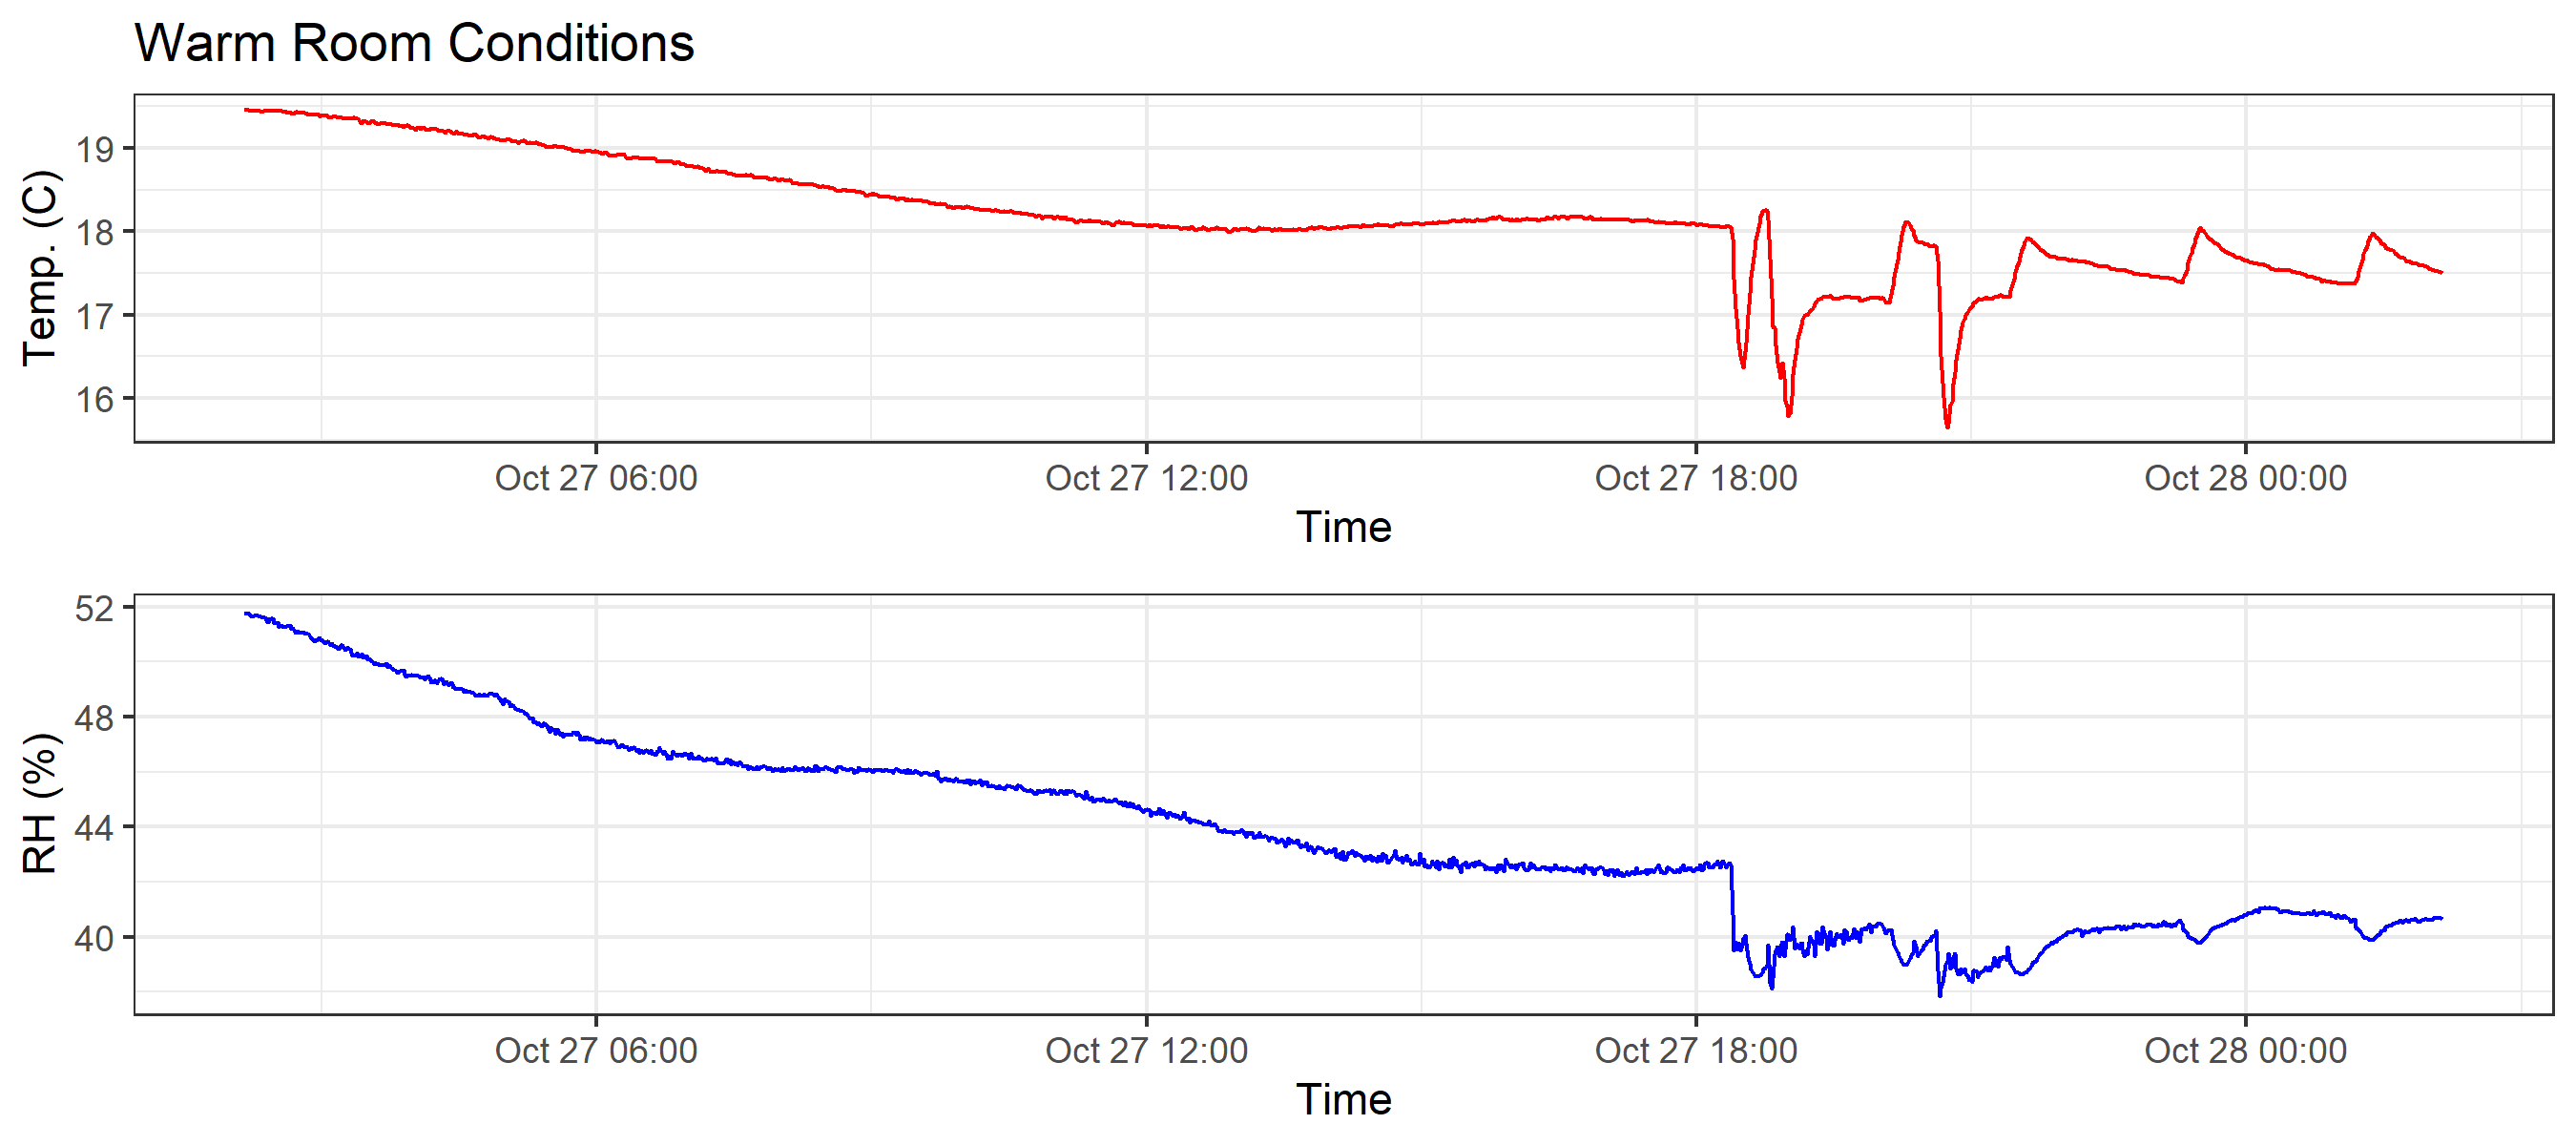 Warm Room Conditions
Temp. (C)
19
18
17
16
Oct 27 06:00 Oct 27 12:00 Oct 27 18:00 Oct 28 00:00
Time
RH (%)
52
48
44
40
Oct 27 06:00 Oct 27 12:00 Oct 27 18:00 Oct 28 00:00
Time